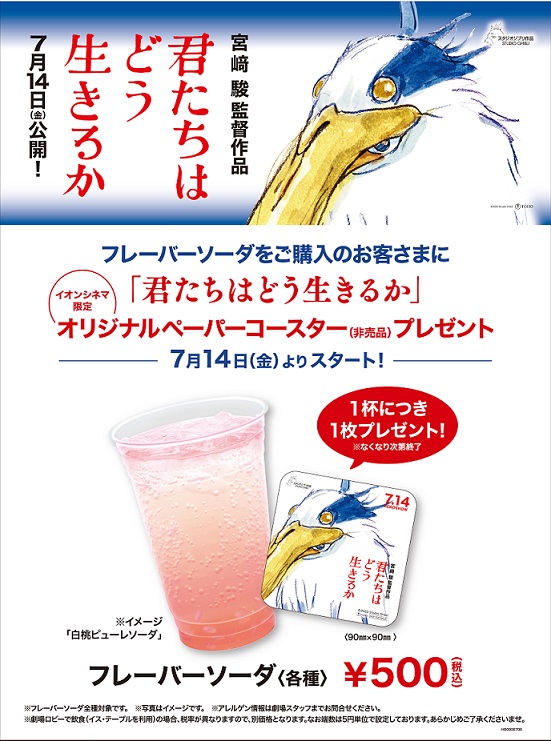 スタジオジブリ作品
STUDIO GHIBLI
宮﨑 駿 監督作品
君たちは
どう
生きるか
7月14日(金)公開!
フレーバーソーダをご購入のお客さまに
イオンシネマ
限定
「君たちはどう生きるか」
オリジナルペーパーコースター(非売品)プレゼント
7月14日(金)よりスタート!
1杯につき
1枚プレゼント!
※なくなり次第終了
7.14
ROADSHOW
宮﨑 駿 監督作品
君たちは
どう
生きるか
〈90mm×90mm〉
※イメージ
「白桃ピューレソーダ」
フレーバーソーダ〈各種〉 ¥500(税込)
※フレーバーソーダ全種対象です。 ※写真はイメージです。 ※アレルゲン情報は劇場スタッフまでお問合せください。
※劇場ロビーで飲食(イス・テーブルを利用)の場合、税率が異なりますので、別価格となります。なお端数は5円単位で設定しております。あらかじめご了承くださいませ。